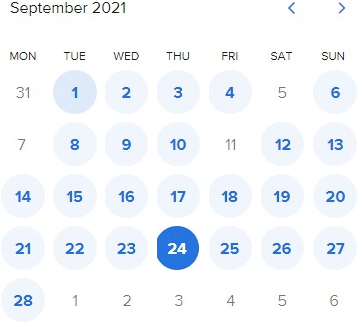 September 2021
MON TUE WED THU FRI SAT SUN
31 1 2 3 4 5 6
7 8 9 10 11 12 13
14 15 16 17 18 19 20
21 22 23 24 25 26 27
28 1 2 3 4 5 6